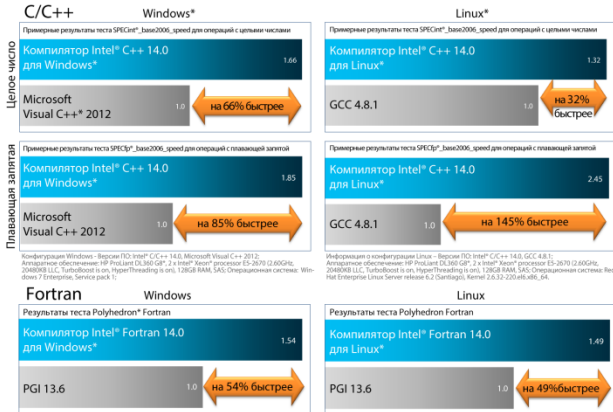 C/C++
Windows*
Linux*
Целое число
Примерные результаты теста SPECint*_base2006_speed для операций с целыми числами
Компилятор Intel® C++ 14.0
для Windows*
1.66
Microsoft
Visual C++* 2012
1.0
на 66% быстрее
Примерные результаты теста SPECint*_base2006_speed для операций с целыми числами
Компилятор Intel® C++ 14.0
для Linux*
1.32
GCC 4.8.1
1.0
на 32%
быстрее
Плавающая запятая
Примерные результаты теста SPECfp*_base2006_speed для операций с плавающей запятой
Компилятор Intel® C++ 14.0
для Windows*
1.85
Microsoft
Visual C++ 2012
1.0
на 85% быстрее
Примерные результаты теста SPECfp*_base2006_speed для операций с плавающей запятой
Компилятор Intel® C++ 14.0
для Linux*
2.45
GCC 4.8.1
1.0
на 145% быстрее
Конфигурация Windows - Версии ПО: Intel® C/C++ 14.0, Microsoft Visual C++ 2012;
Аппаратное обеспечение: HP ProLiant DL360 G8*, 2 x Intel® Xeon® processor E5-2670 (2.60GHz,
20480KB LLC, TurboBoost is on, HyperThreading is on), 128GB RAM, SAS; Операционная система: Win-
dows 7 Enterprise, Service pack 1;
Информация о конфигурации Linux – Версии ПО: Intel® C/C++ 14.0, GCC 4.8.1;
Аппаратное обеспечение: HP ProLiant DL360 G8*, 2 x Intel® Xeon® processor E5-2670 (2.60GHz,
20480KB LLC, TurboBoost is on, HyperThreading is on), 128GB RAM, SAS; Операционная система: Red
Hat Enterprise Linux Server release 6.2 (Santiago), Kernel 2.6.32-220.el6.x86_64.
Fortran
Windows
Linux
Результаты теста Polyhedron* Fortran
Компилятор Intel® Fortran 14.0
для Windows*
1.54
PGI 13.6
1.0
на 54% быстрее
Результаты теста Polyhedron Fortran
Компилятор Intel® Fortran 14.0
для Linux*
1.49
PGI 13.6
1.0
на 49%быстрее